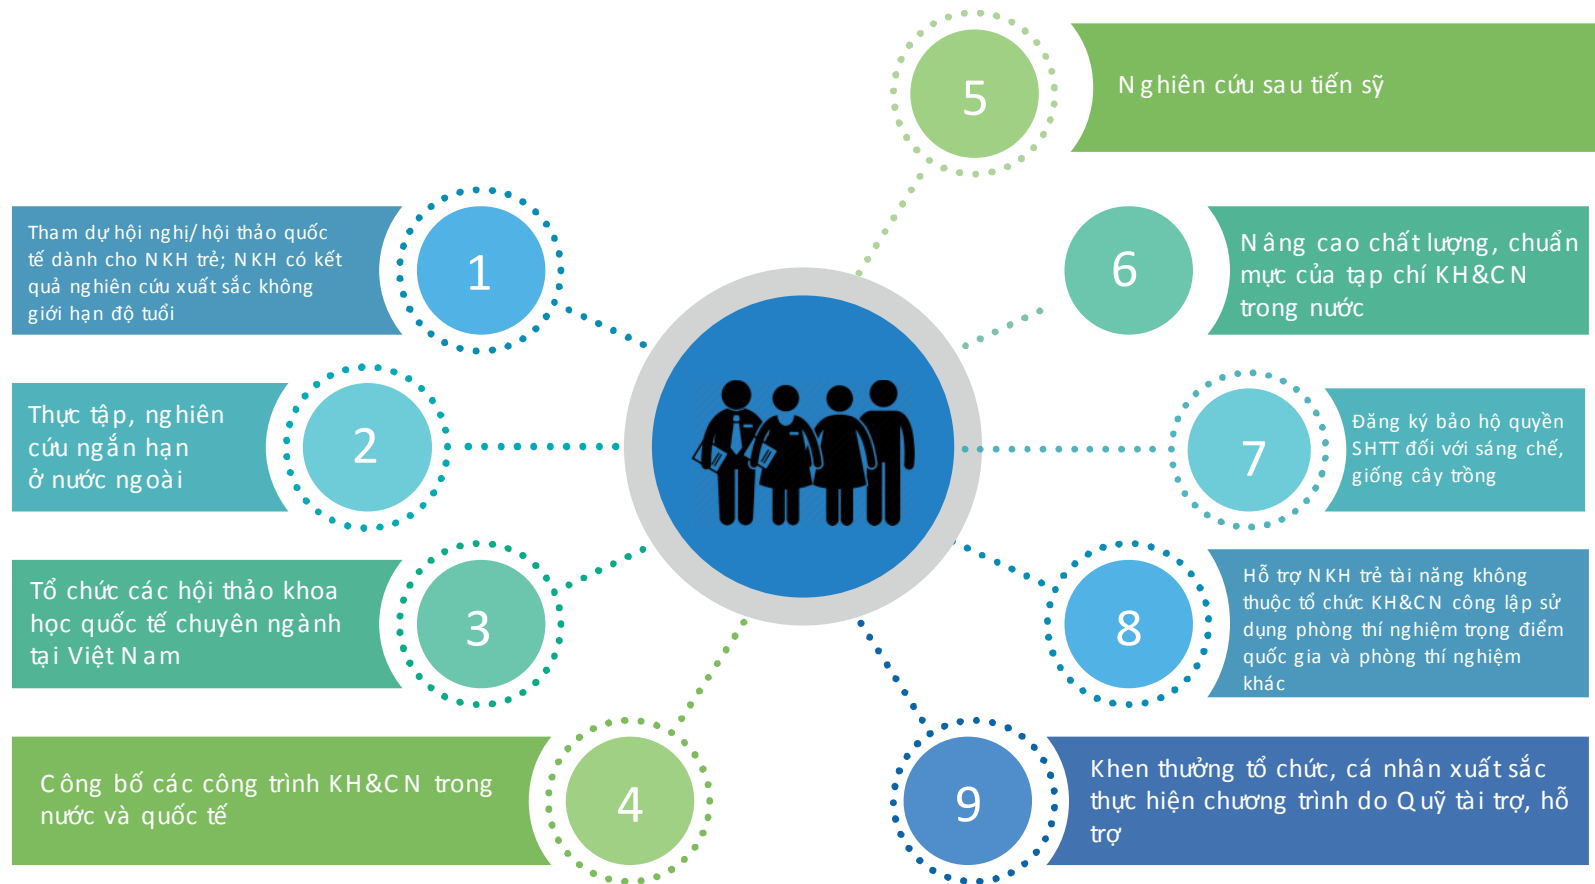 1
Tham dự hội nghị/hội thảo quốc
tế dành cho NKH trẻ; NKH có kết
quả nghiên cứu xuất sắc không
giới hạn độ tuổi
2
Thực tập, nghiên
cứu ngắn hạn
ở nước ngoài
3
Tổ chức các hội thảo khoa
học quốc tế chuyên ngành
tại Việt Nam
4
Công bố các công trình KH&CN trong
nước và quốc tế
5
Nghiên cứu sau tiến sỹ
6
Nâng cao chất lượng, chuẩn
mực của tạp chí KH&CN
trong nước
7
Đăng ký bảo hộ quyền
SHTT đối với sáng chế,
giống cây trồng
8
Hỗ trợ NKH trẻ tài năng không
thuộc tổ chức KH&CN công lập sử
dụng phòng thí nghiệm trọng điểm
quốc gia và phòng thí nghiệm
khác
9
Khen thưởng tổ chức, cá nhân xuất sắc
thực hiện chương trình do Quỹ tài trợ, hỗ
trợ